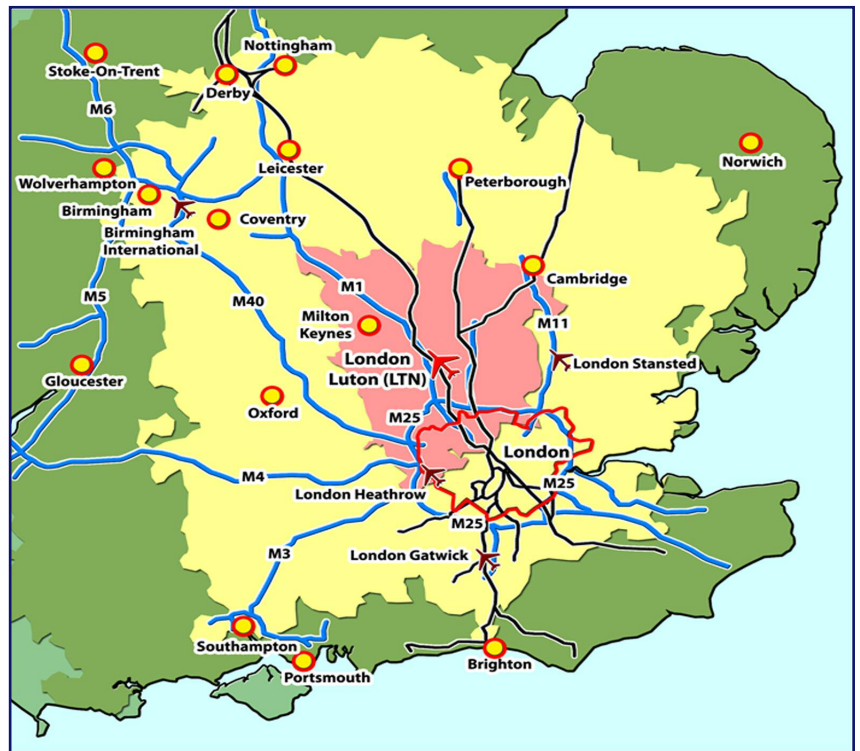 Nottingham
Stoke-On-Trent
Derby
M6
Norwich
Leicester
Wolverhampton
Peterborough
Birmingham
Coventry
Birmingham
International
Cambridge
M1
M5
M40
Milton
Keynes
M11
London
Luton (LTN)
London Stansted
Gloucester
Oxford
M25
London
M4
London Heathrow
M25
M25
M3
London Gatwick
Southampton
Brighton
Portsmouth